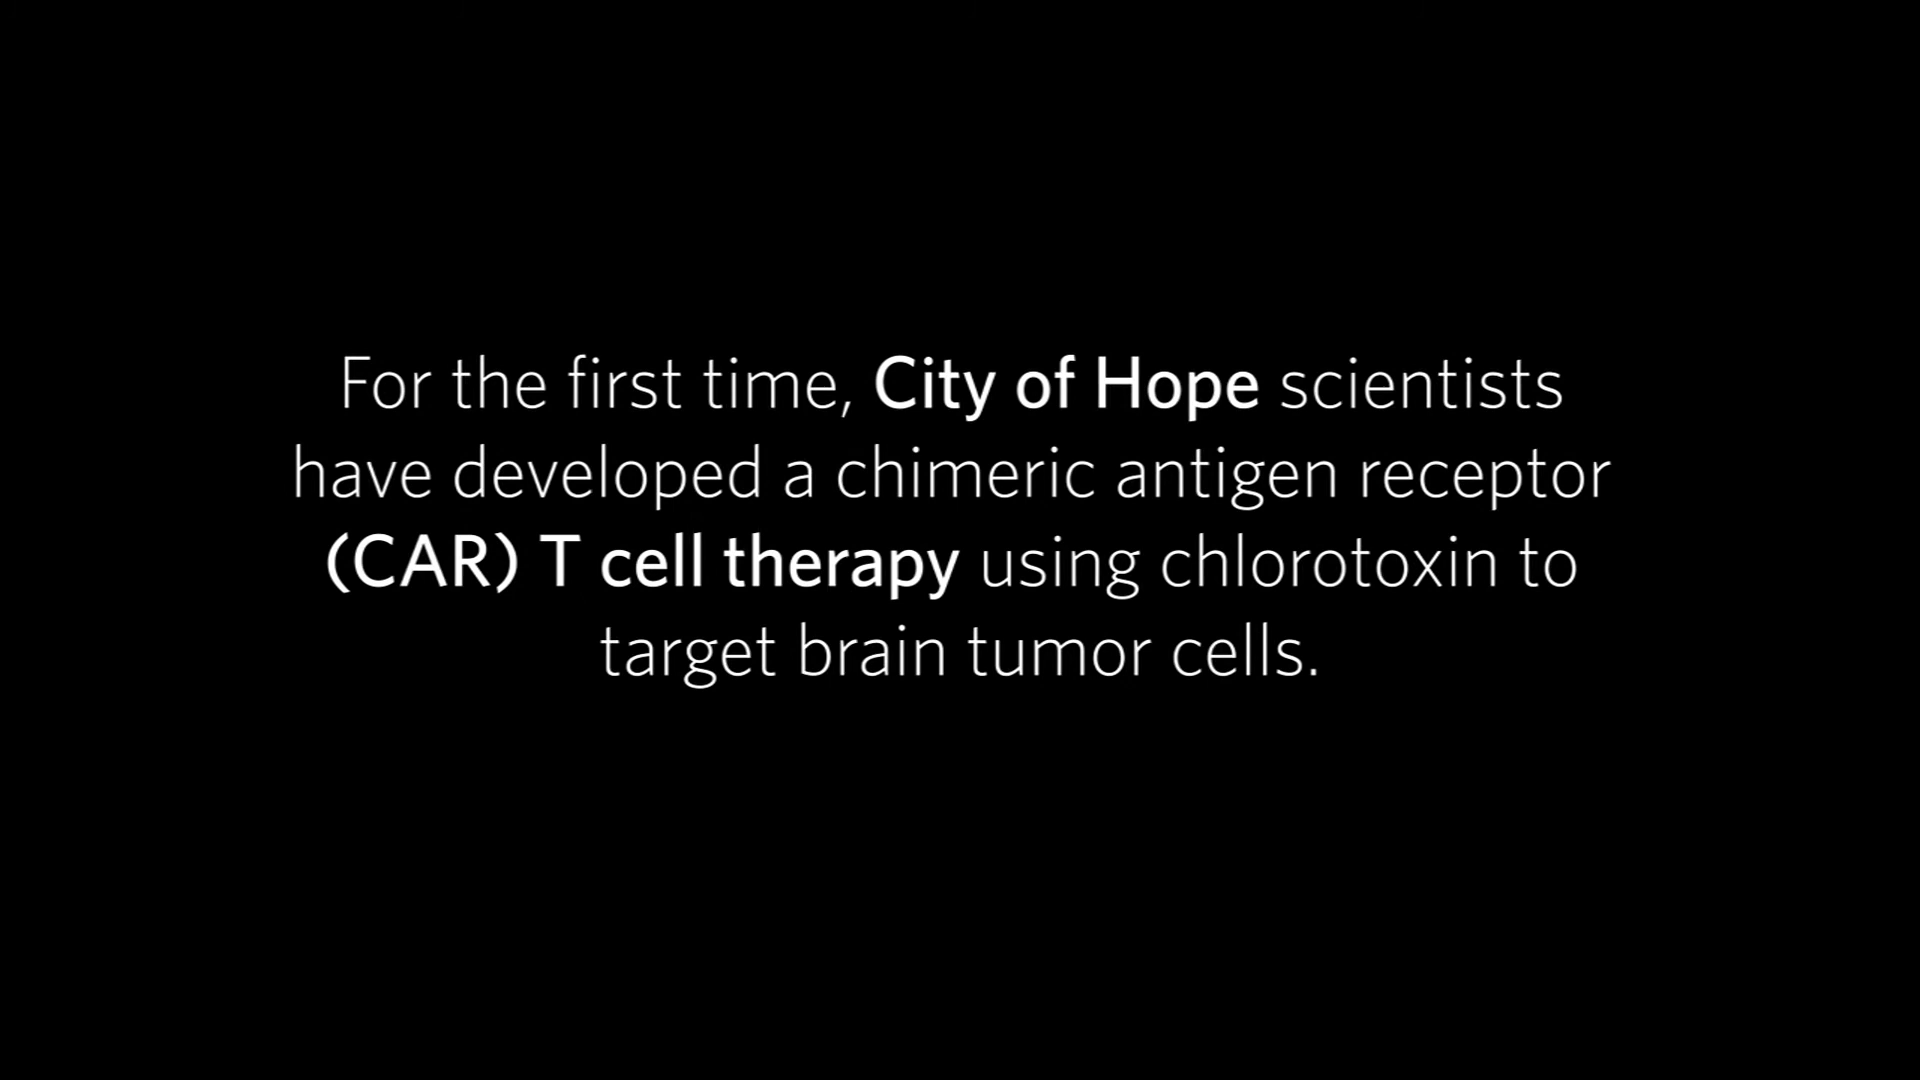 For the first time, City of Hope scientists
have developed a chimeric antigen receptor
(CAR) T cell therapy using chlorotoxin to
target brain tumor cells.